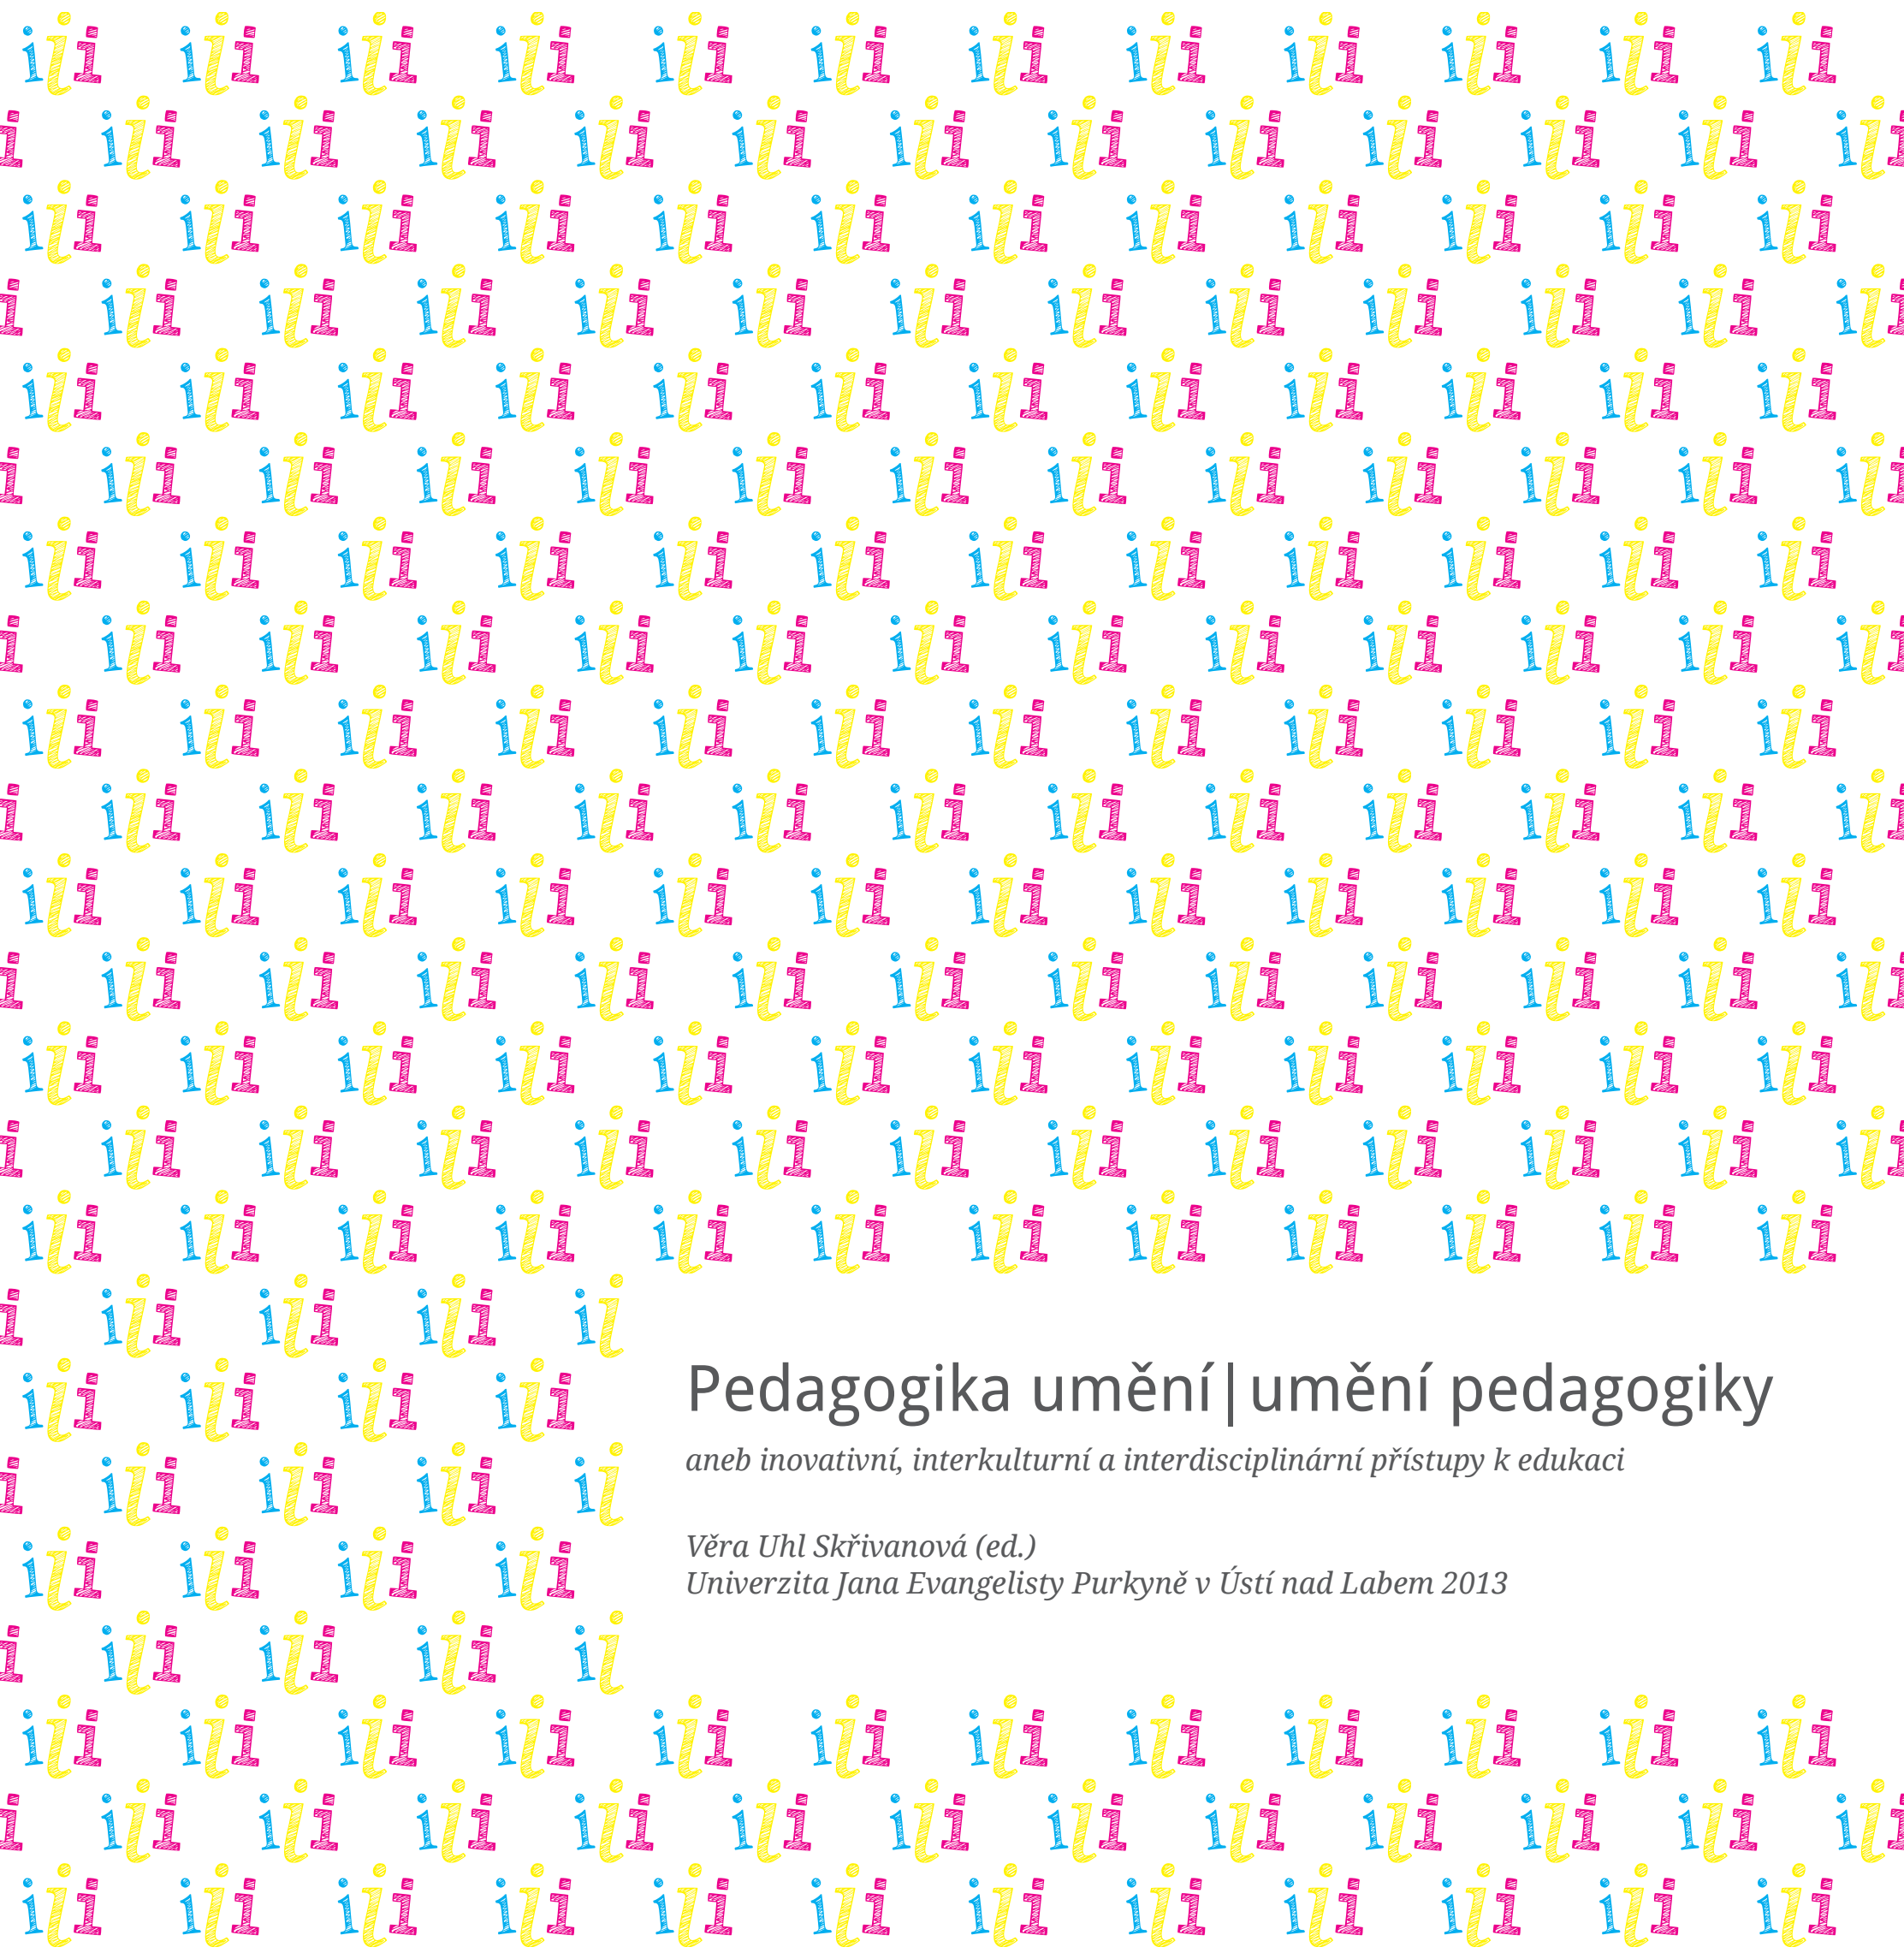 Pedagogika umění|umění pedagogiky
aneb inovativní, interkulturní a interdisciplinární přístupy k edukaci
Věra Uhl Skřivanová (ed.)
Univerzita Jana Evangelisty Purkyně v Ústí nad Labem 2013